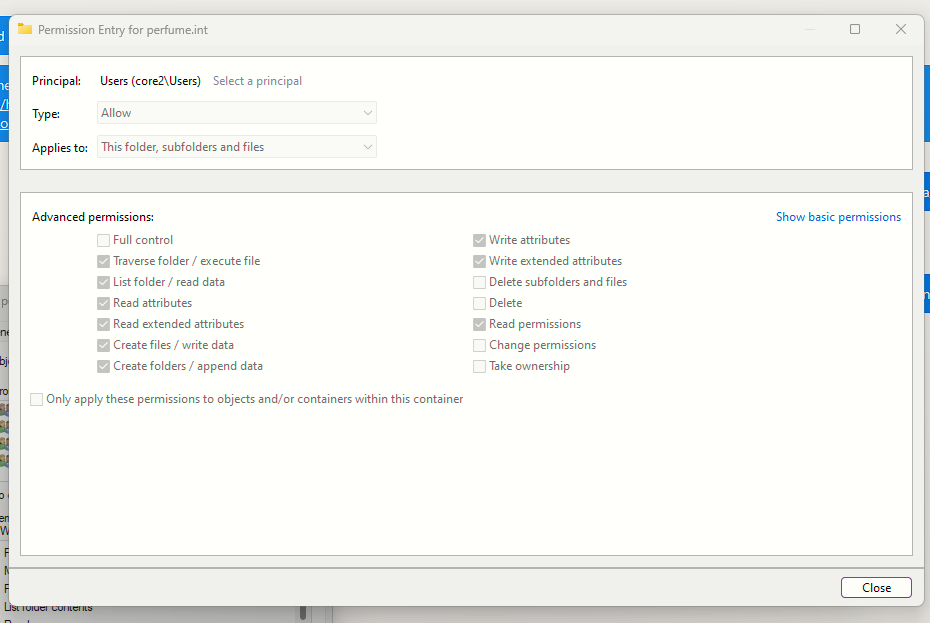 Permission Entry for perfume.int
Principal: Users (core2\Users) Select a principal
Type: Allow
Applies to: This folder, subfolders and files
Advanced permissions: Show basic permissions
Full control
Traverse folder / execute file
List folder / read data
Read attributes
Read extended attributes
Create files / write data
Create folders / append data
Write attributes
Write extended attributes
Delete subfolders and files
Delete
Read permissions
Change permissions
Take ownership
Only apply these permissions to objects and/or containers within this container
Close
List folder contents